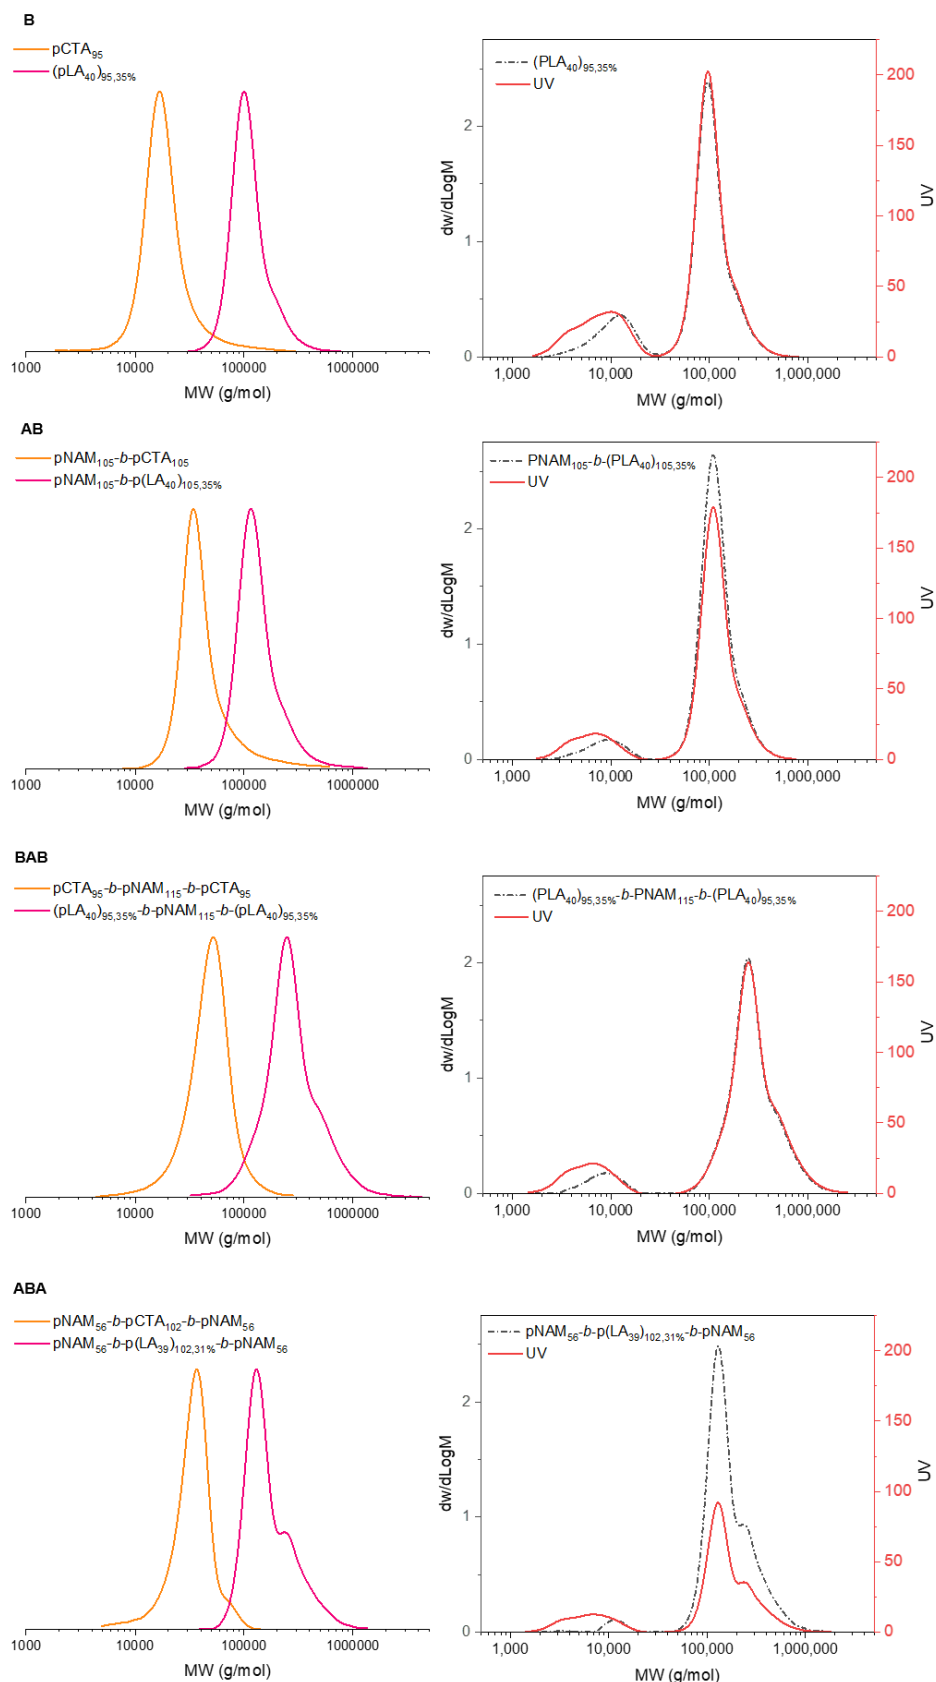 B
pCTA₉₅
(pLA₄₀)₉₅,₃₅%
1000 10000 100000 1000000
MW (g/mol)
(PLA₄₀)₉₅,₃₅%
UV
dw/dLogM
0 1 2
UV
0 50 100 150 200
1,000 10,000 100,000 1,000,000
MW (g/mol)
AB
pNAM₁₀₅-b-pCTA₁₀₅
pNAM₁₀₅-b-p(LA₄₀)₁₀₅,₃₅%
1000 10000 100000 1000000
MW (g/mol)
PNAM₁₀₅-b-(PLA₄₀)₁₀₅,₃₅%
UV
dw/dLogM
0 1 2
UV
0 50 100 150 200
1,000 10,000 100,000 1,000,000
MW (g/mol)
BAB
pCTA₉₅-b-pNAM₁₁₅-b-pCTA₉₅
(pLA₄₀)₉₅,₃₅%-b-pNAM₁₁₅-b-(pLA₄₀)₉₅,₃₅%
1000 10000 100000 1000000
MW (g/mol)
(PLA₄₀)₉₅,₃₅%-b-PNAM₁₁₅-b-(PLA₄₀)₉₅,₃₅%
UV
dw/dLogM
0 1 2
UV
0 50 100 150 200
1,000 10,000 100,000 1,000,000
MW (g/mol)
ABA
pNAM₅₆-b-pCTA₁₀₂-b-pNAM₅₆
pNAM₅₆-b-p(LA₃₉)₁₀₂,₃₁%-b-pNAM₅₆
1000 10000 100000 1000000
MW (g/mol)
pNAM₅₆-b-p(LA₃₉)₁₀₂,₃₁%-b-pNAM₅₆
UV
dw/dLogM
0 1 2
UV
0 50 100 150 200
1,000 10,000 100,000 1,000,000
MW (g/mol)